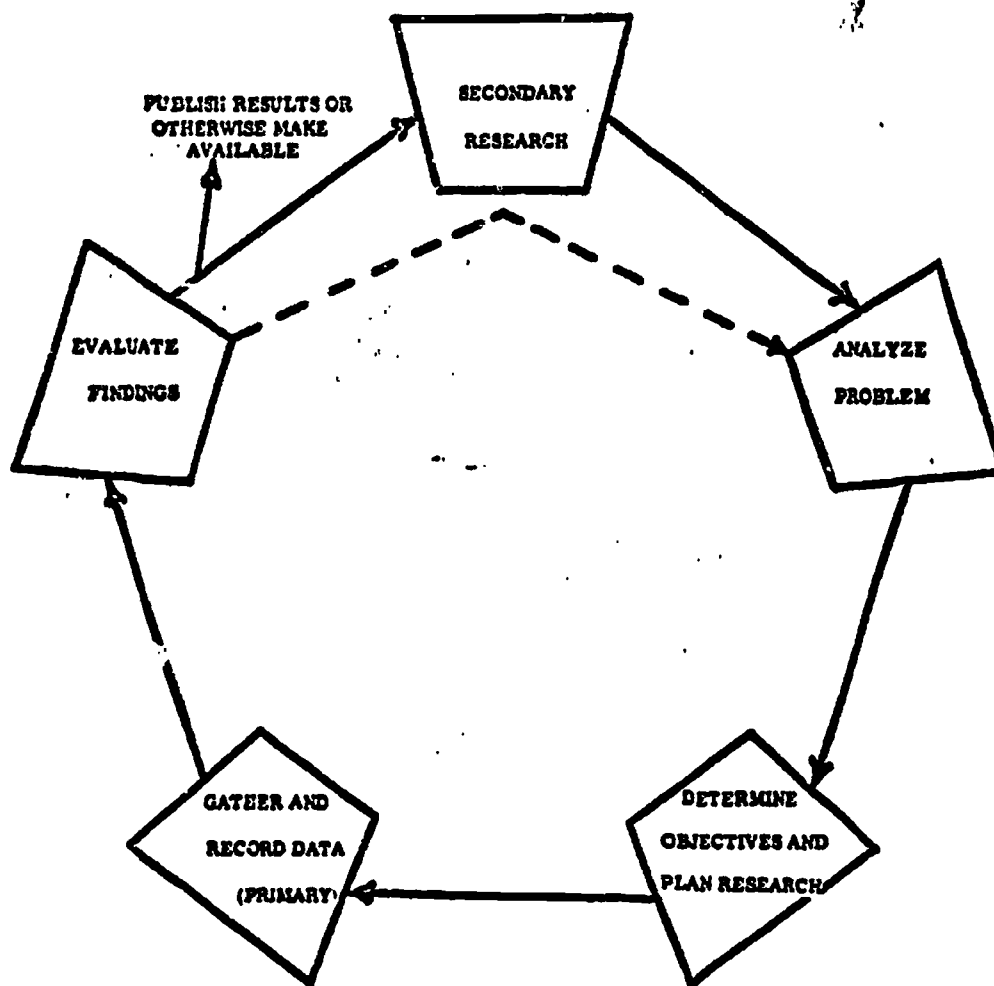 SECONDARY
RESEARCH
PUBLISH RESULTS OR
OTHERWISE MAKE
AVAILABLE
EVALUATE
FINDINGS
ANALYZE
PROBLEM
GATHER AND
RECORD DATA
(PRIMARY)
DETERMINE
OBJECTIVES AND
PLAN RESEARCH